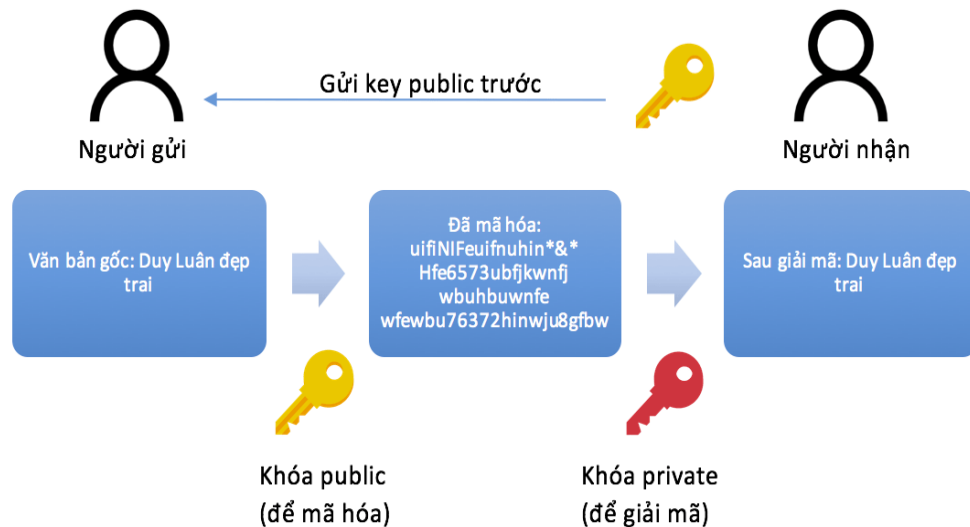 Gửi key public trước
Người gửi
Người nhận
Văn bản gốc: Duy Luân đẹp
trai
Đã mã hóa:
uifiNIFeuifnuhin*&*
Hfe6573ubfjkwnfj
wbuhbuwnfe
wfewbu76372hinwju8gfbw
Sau giải mã: Duy Luân đẹp
trai
Khóa public
(để mã hóa)
Khóa private
(để giải mã)